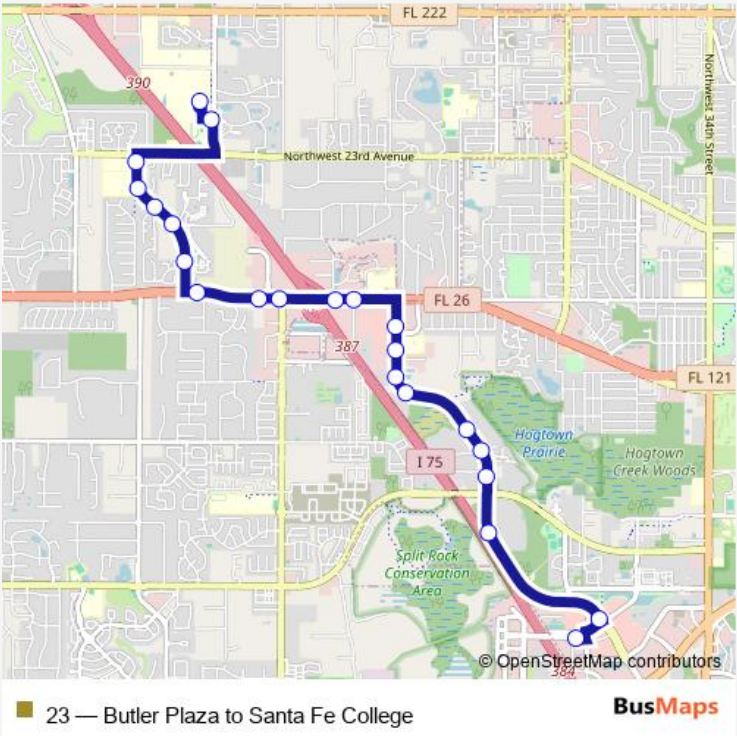 FL 222
390
Northwest 34th Street
Northwest 23rd Avenue
FL 26
387
FL 121
Hogtown
Prairie
Hogtown
Creek Woods
I 75
Split Rock
Conservation
Area
© OpenStreetMap contributors
384
23 — Butler Plaza to Santa Fe College
BusMaps